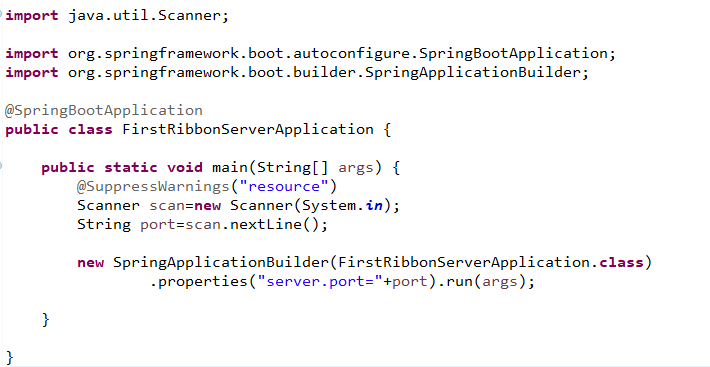 import java.util.Scanner;
import org.springframework.boot.autoconfigure.SpringBootApplication;
import org.springframework.boot.builder.SpringApplicationBuilder;
@SpringBootApplication
public class FirstRibbonServerApplication {
public static void main(String[] args) {
@SuppressWarnings("resource")
Scanner scan=new Scanner(System.in);
String port=scan.nextLine();
new SpringApplicationBuilder(FirstRibbonServerApplication.class)
.properties("server.port="+port).run(args);
}
}